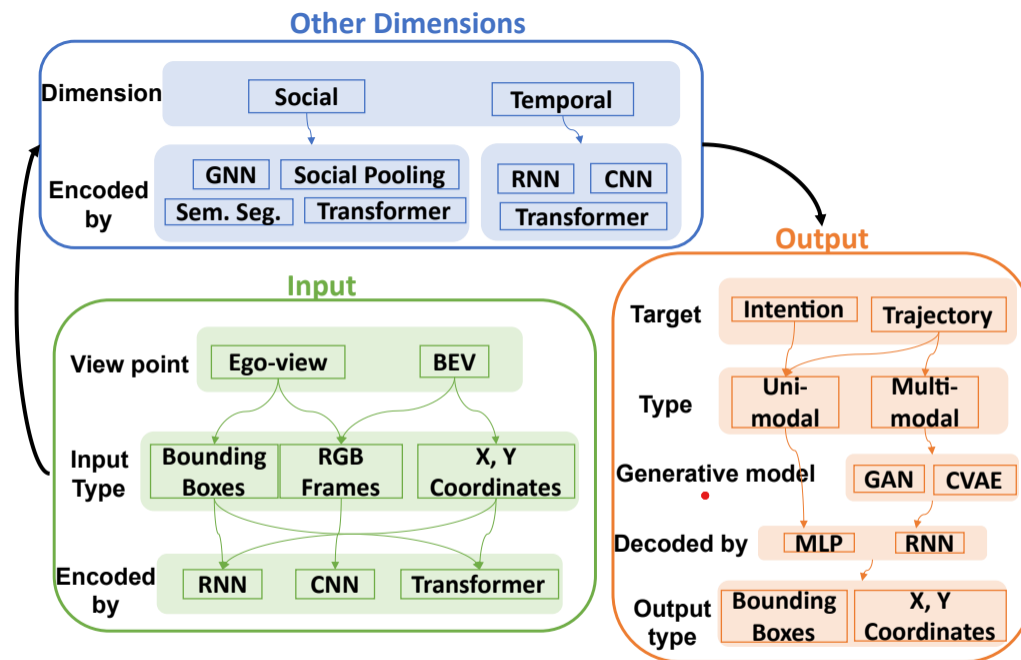 Other Dimensions
Dimension
Social
Temporal
Encoded by
GNN
Social Pooling
Sem. Seg.
Transformer
RNN
CNN
Transformer
Input
View point
Ego-view
BEV
Input
Type
Bounding
Boxes
RGB
Frames
X, Y
Coordinates
Encoded
by
RNN
CNN
Transformer
Output
Target
Intention
Trajectory
Type
Uni-
modal
Multi-
modal
Generative model
GAN
CVAE
Decoded by
MLP
RNN
Output
type
Bounding
Boxes
X, Y
Coordinates